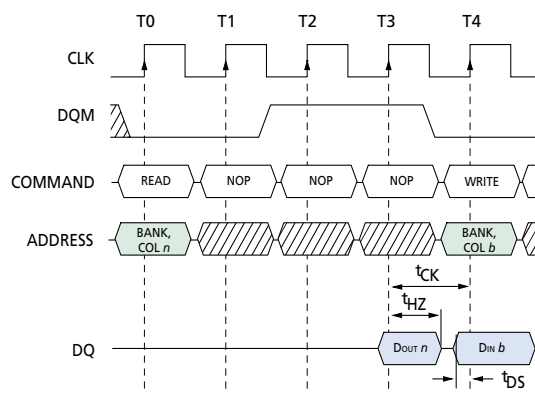 T0 T1 T2 T3 T4
CLK
DQM
COMMAND READ NOP NOP NOP WRITE
ADDRESS BANK, COL n BANK, COL b
tCK
tHZ
DQ DOUT n DIN b
tDS